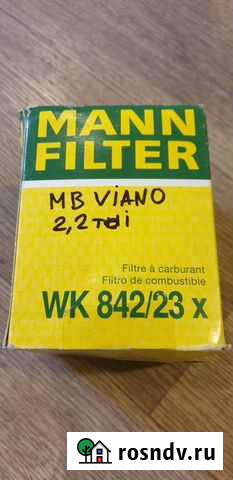 MANN
FILTER
MB VIANO
2,2 TDi
Filtre à carburant
Filtro de combustible
WK 842/23 x
rosndv.ru